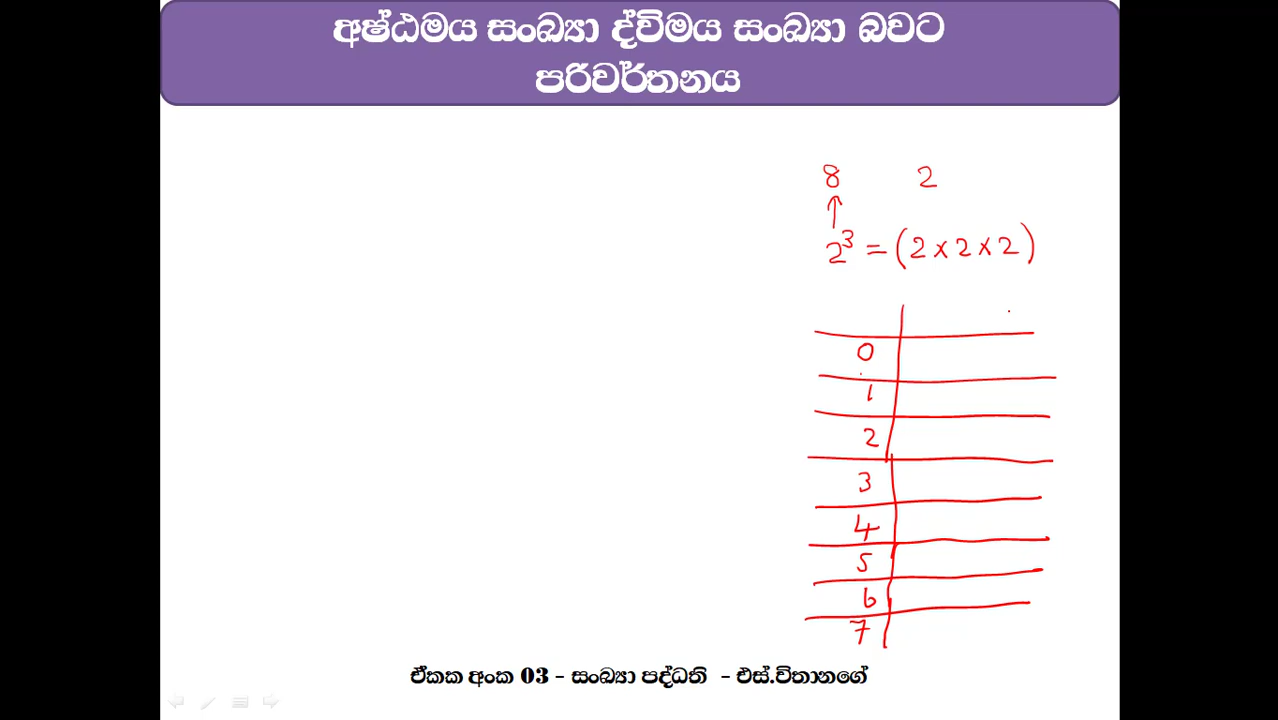 අෂ්ඨමය සංඛ්‍යා ද්විමය සංඛ්‍යා බවට
පරිවර්තනය
8 2
↑
2³ = (2 × 2 × 2)
0
1
2
3
4
5
6
7
ඒකක අංක 03 – සංඛ්‍යා පද්ධති – එස්.විතානගේ